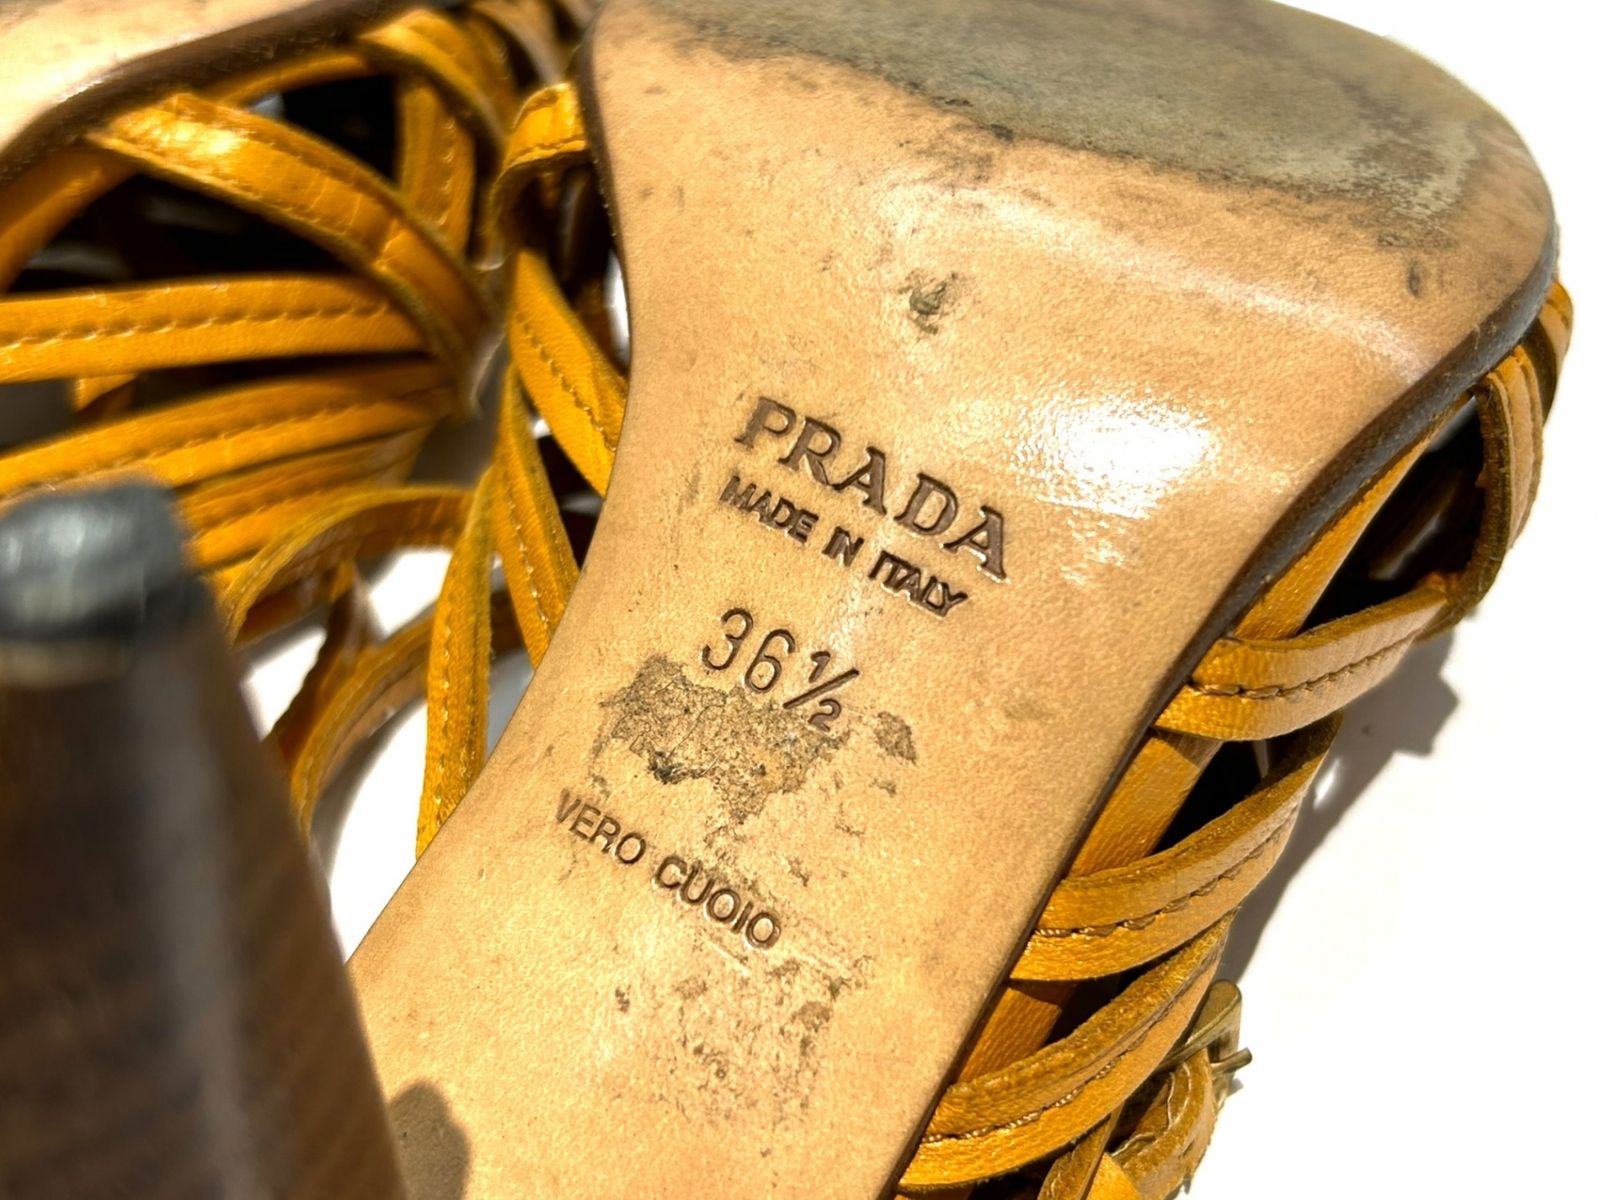 PRADA
MADE IN ITALY
36½
VERO CUOIO